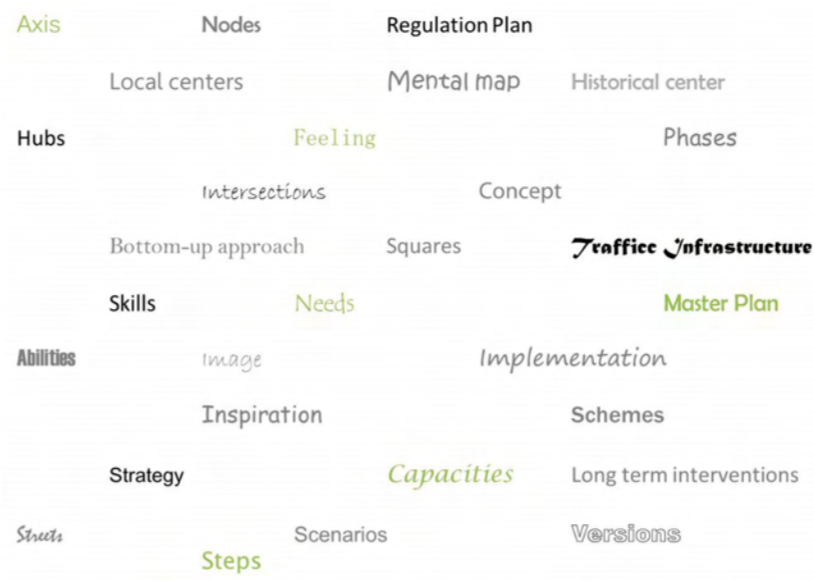 Axis Nodes Regulation Plan
Local centers Mental map Historical center
Hubs Feeling Phases
Intersections Concept
Bottom-up approach Squares Trafficc Infrastructure
Skills Needs Master Plan
Abilities Image Implementation
Inspiration Schemes
Strategy Capacities Long term interventions
Streets Scenarios Versions
Steps